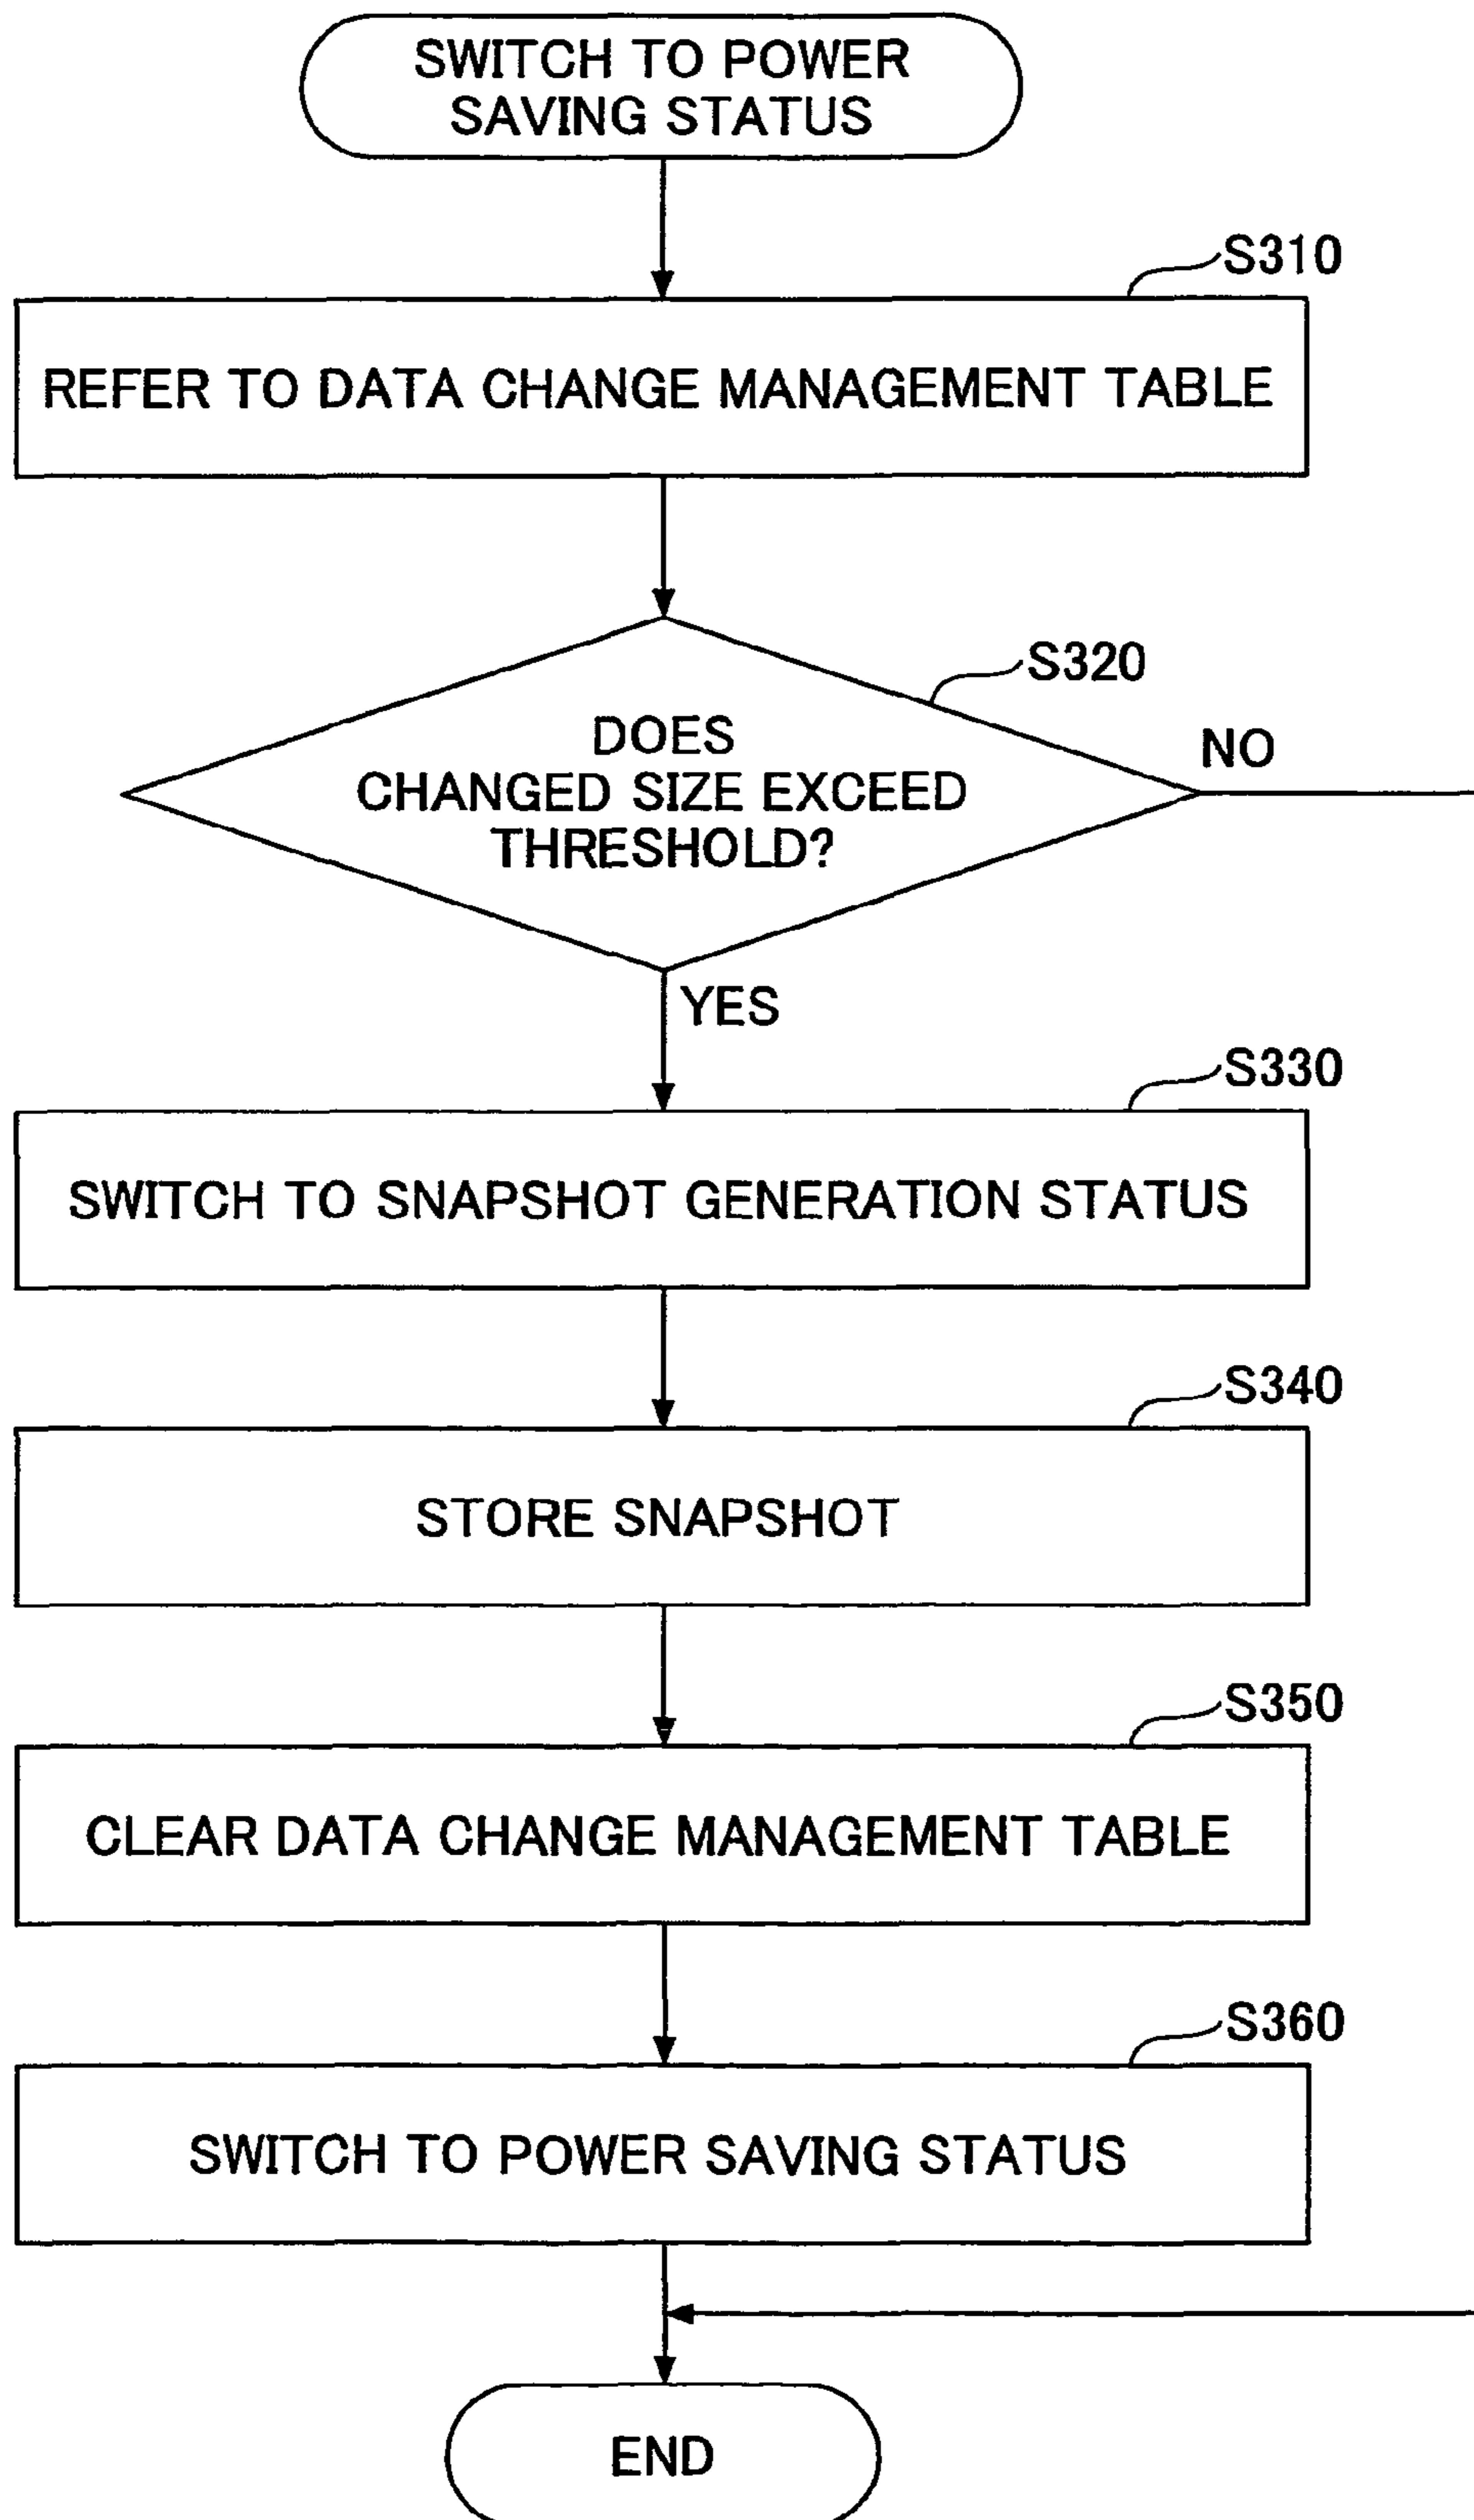 SWITCH TO POWER
SAVING STATUS
S310
REFER TO DATA CHANGE MANAGEMENT TABLE
S320
DOES
CHANGED SIZE EXCEED
THRESHOLD?
NO
YES
S330
SWITCH TO SNAPSHOT GENERATION STATUS
S340
STORE SNAPSHOT
S350
CLEAR DATA CHANGE MANAGEMENT TABLE
S360
SWITCH TO POWER SAVING STATUS
END